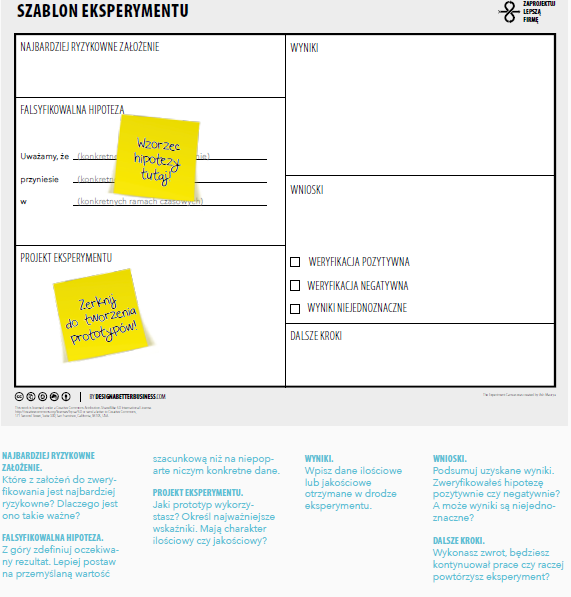 SZABLON EKSPERYMENTU
ZAPROJEKTUJ
LEPSZĄ
FIRMĘ
NAJBARDZIEJ RYZYKOWNE ZAŁOŻENIE
FALSYFIKOWALNA HIPOTEZA
Uważamy, że (konkretne
przyniesie
w (konkretnych ramach czasowych)
Wzorzec
hipotezy
tutaj!
PROJEKT EKSPERYMENTU
Zerknij
do tworzenia
prototypów!
WYNIKI
WNIOSKI
WERYFIKACJA POZYTYWNA
WERYFIKACJA NEGATYWNA
WYNIKI NIEJEDNOZNACZNE
DALSZE KROKI
BY DESIGNABETTERBUSINESS.COM
NAJBARDZIEJ RYZYKOWNE
ZAŁOŻENIE.
Które z założeń do zwery-
fikowania jest najbardziej
ryzykowne? Dlaczego jest
ono takie ważne?
FALSYFIKOWALNA HIPOTEZA.
Z góry zdefiniuj oczekiwa-
ny rezultat. Lepiej postaw
na przemyślaną wartość
szacunkową niż na niepop-
arte niczym konkretne dane.
PROJEKT EKSPERYMENTU.
Jaki prototyp wykorzy-
stasz? Określ najważniejsze
wskaźniki. Mają charakter
ilościowy czy jakościowy?
WYNIKI.
Wpisz dane ilościowe
lub jakościowe
otrzymane w drodze
eksperymentu.
WNIOSKI.
Podsumuj uzyskane wyniki.
Zweryfikowałeś hipotezę
pozytywnie czy negatywnie?
A może wyniki są niejedno-
znaczne?
DALSZE KROKI.
Wykonasz zwrot, będziesz
kontynuował prace czy raczej
powtórzysz eksperyment?